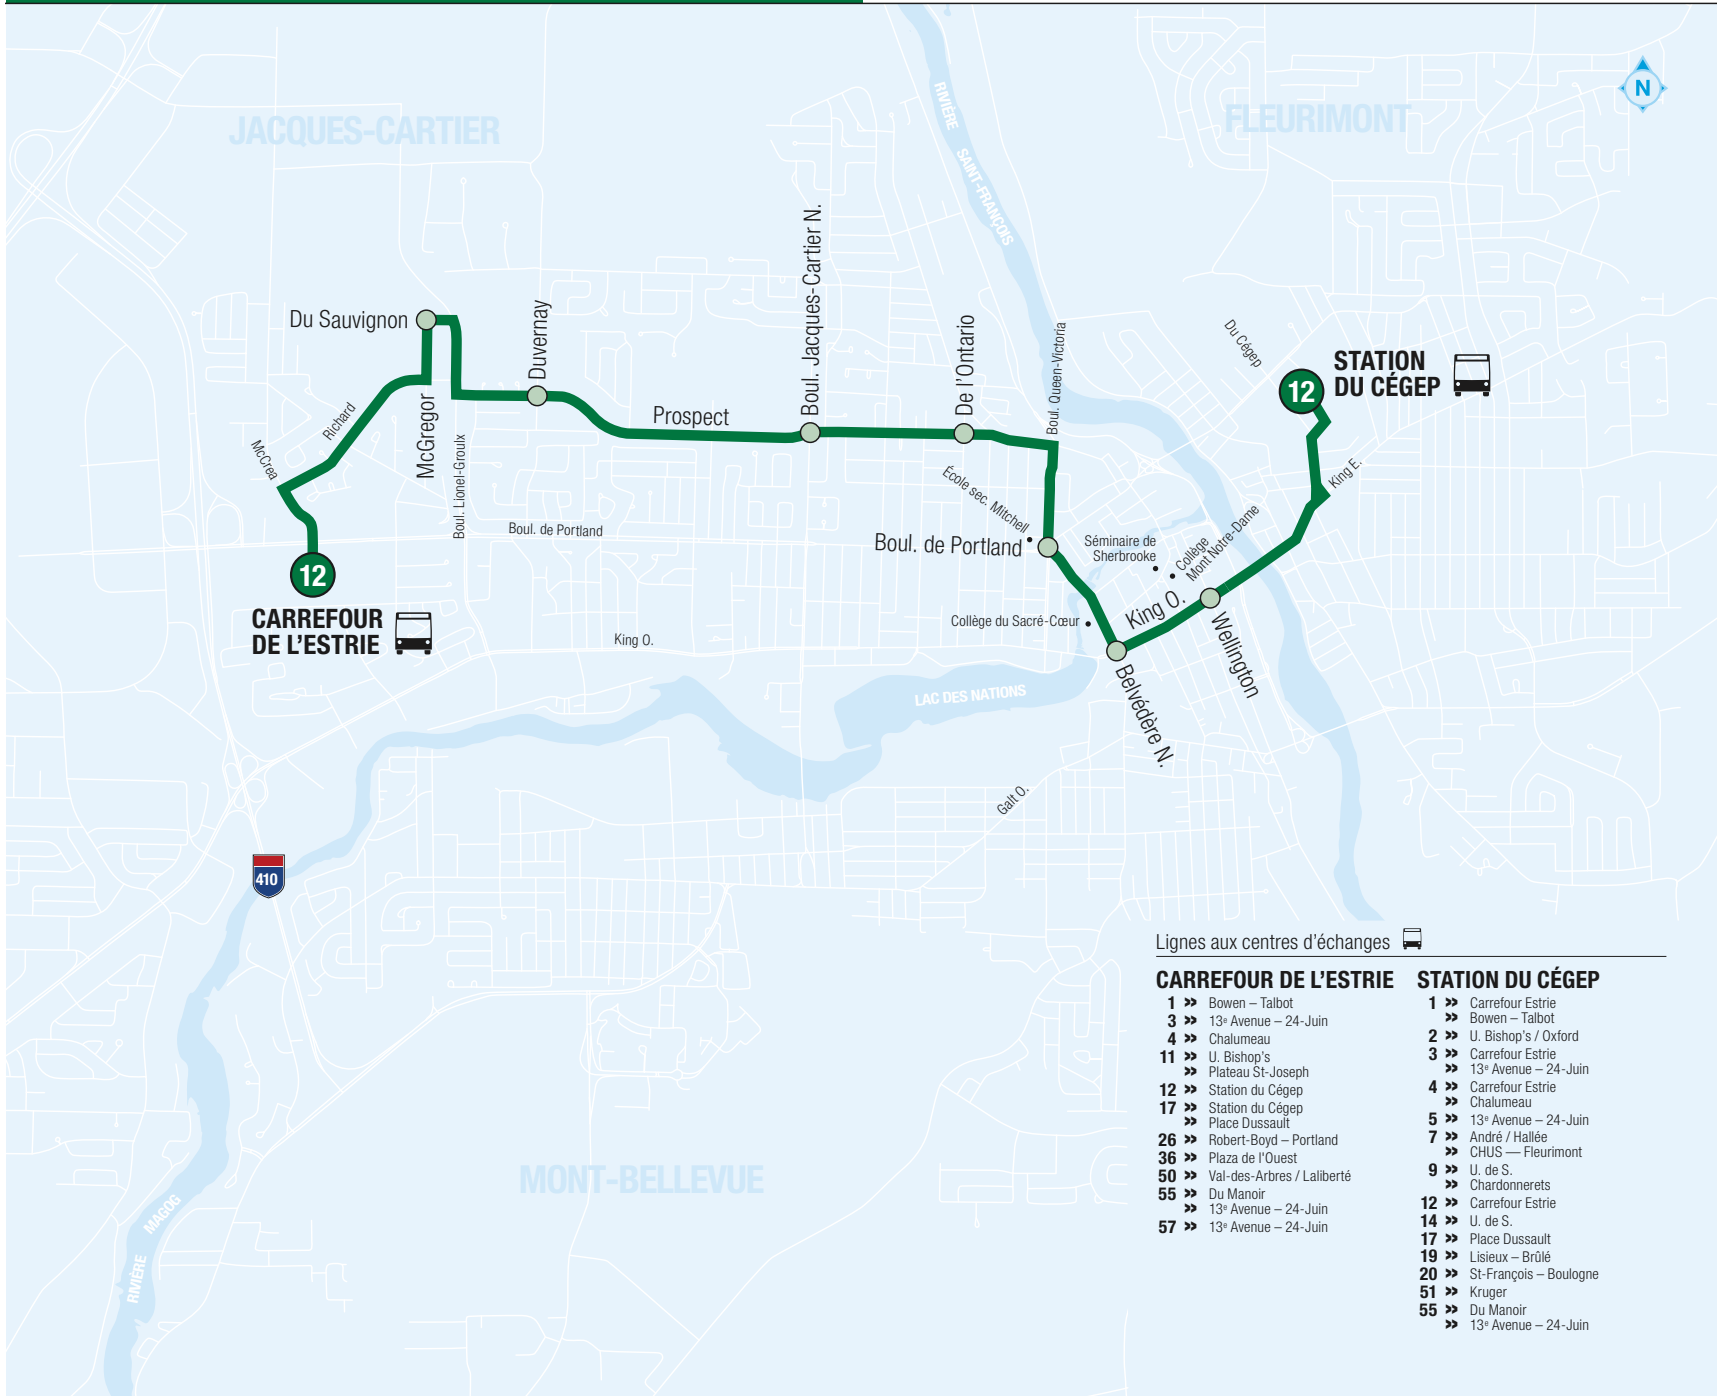 JACQUES-CARTIER
FLEURIMONT
N
RIVIÈRE SAINT-FRANÇOIS
Du Sauvignon
Duvernay
Boul. Jacques-Cartier N.
De l'Ontario
Boul. Queen-Victoria
Du Cégep
12
STATION
DU CÉGEP
Prospect
Richard
McGregor
McCrea
Boul. Lionel-Groulx
Boul. de Portland
École sec. Mitchell
King E.
Boul. de Portland
Séminaire de
Sherbrooke
Collège
Mont Notre-Dame
12
CARREFOUR
DE L'ESTRIE
King O.
Collège du Sacré-Cœur
King O.
Wellington
Belvédère N.
LAC DES NATIONS
Galt O.
410
MONT-BELLEVUE
RIVIÈRE MAGOG
Lignes aux centres d'échanges
CARREFOUR DE L'ESTRIE
1 » Bowen – Talbot
3 » 13e Avenue – 24-Juin
4 » Chalumeau
11 » U. Bishop's
» Plateau St-Joseph
12 » Station du Cégep
17 » Station du Cégep
» Place Dussault
26 » Robert-Boyd – Portland
36 » Plaza de l'Ouest
50 » Val-des-Arbres / Laliberté
55 » Du Manoir
» 13e Avenue – 24-Juin
57 » 13e Avenue – 24-Juin
STATION DU CÉGEP
1 » Carrefour Estrie
» Bowen – Talbot
2 » U. Bishop's / Oxford
3 » Carrefour Estrie
» 13e Avenue – 24-Juin
4 » Carrefour Estrie
» Chalumeau
5 » 13e Avenue – 24-Juin
7 » André / Hallée
» CHUS — Fleurimont
9 » U. de S.
» Chardonnerets
12 » Carrefour Estrie
14 » U. de S.
17 » Place Dussault
19 » Lisieux – Brûlé
20 » St-François – Boulogne
51 » Kruger
55 » Du Manoir
» 13e Avenue – 24-Juin